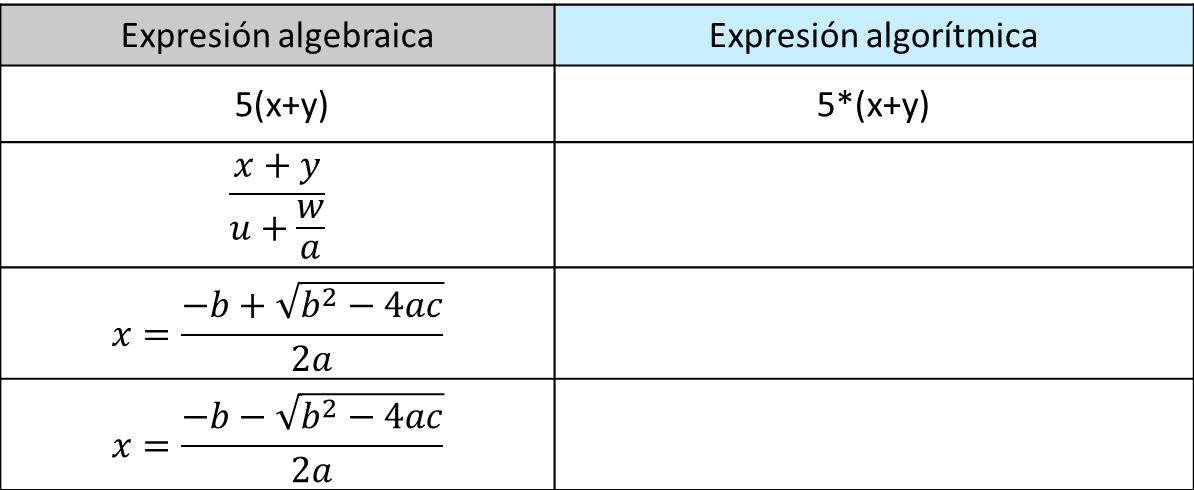 Expresión algebraica
Expresión algorítmica
5(x+y)
5*(x+y)
x + y
u + w
a
x = −b + √b² − 4ac
2a
x = −b − √b² − 4ac
2a